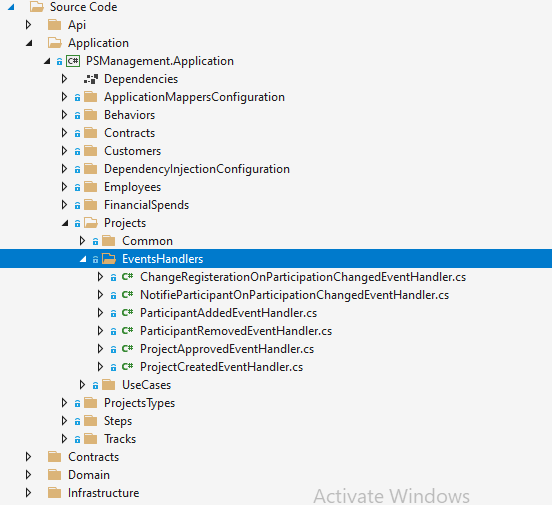 Source Code
Api
Application
C# PSManagement.Application
Dependencies
ApplicationMappersConfiguration
Behaviors
Contracts
Customers
DependencyInjectionConfiguration
Employees
FinancialSpends
Projects
Common
EventsHandlers
C# ChangeRegisterationOnParticipationChangedEventHandler.cs
C# NotifieParticipantOnParticipationChangedEventHandler.cs
C# ParticipantAddedEventHandler.cs
C# ParticipantRemovedEventHandler.cs
C# ProjectApprovedEventHandler.cs
C# ProjectCreatedEventHandler.cs
UseCases
ProjectsTypes
Steps
Tracks
Contracts
Domain
Infrastructure
Activate Windows